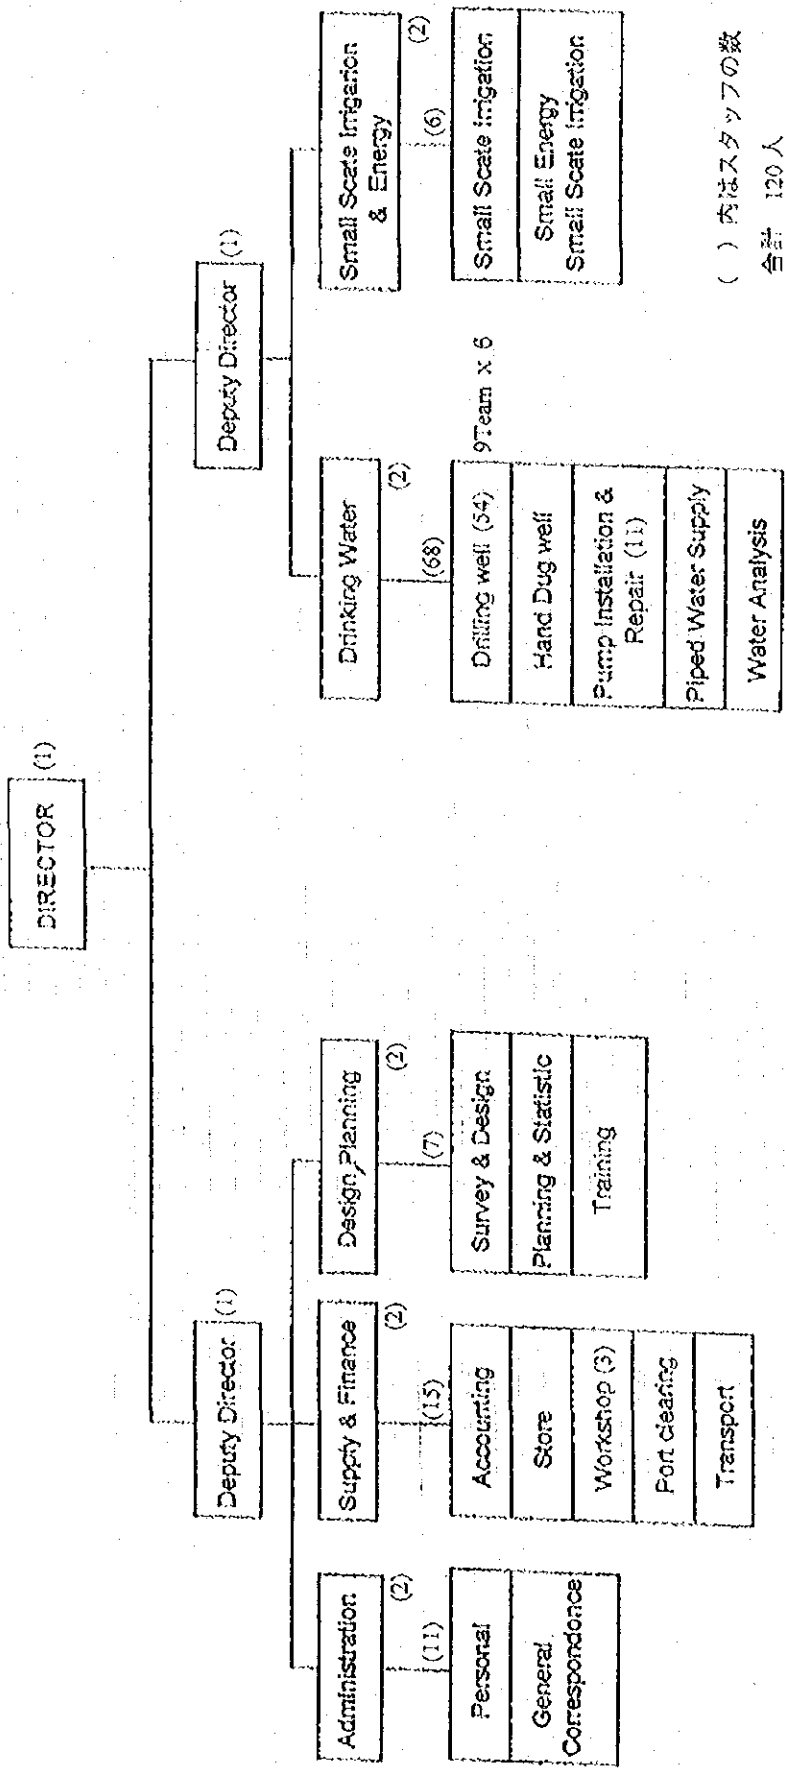 DIRECTOR
(1)
Deputy Director
(1)
Administration
(2)
(11)
Personal
General
Correspondonce
Supply & Finance
(2)
(15)
Accounting
Store
Workshop (3)
Port clearing
Transport
Design,Planning
(2)
(7)
Survey & Design
Planning & Statistic
Training
Deputy Director
(1)
Drinking Water
(2)
(68)
Drilling well (54)
9Team x 6
Hand Dug well
Pump Installation &
Repair (11)
Piped Water Supply
Water Analysis
Small Scate Irrigation
& Energy
(2)
(6)
Small Scate Irrigation
Small Energy
Small Scate Irrigation
( ) 内はスタッフの数
合計 120人